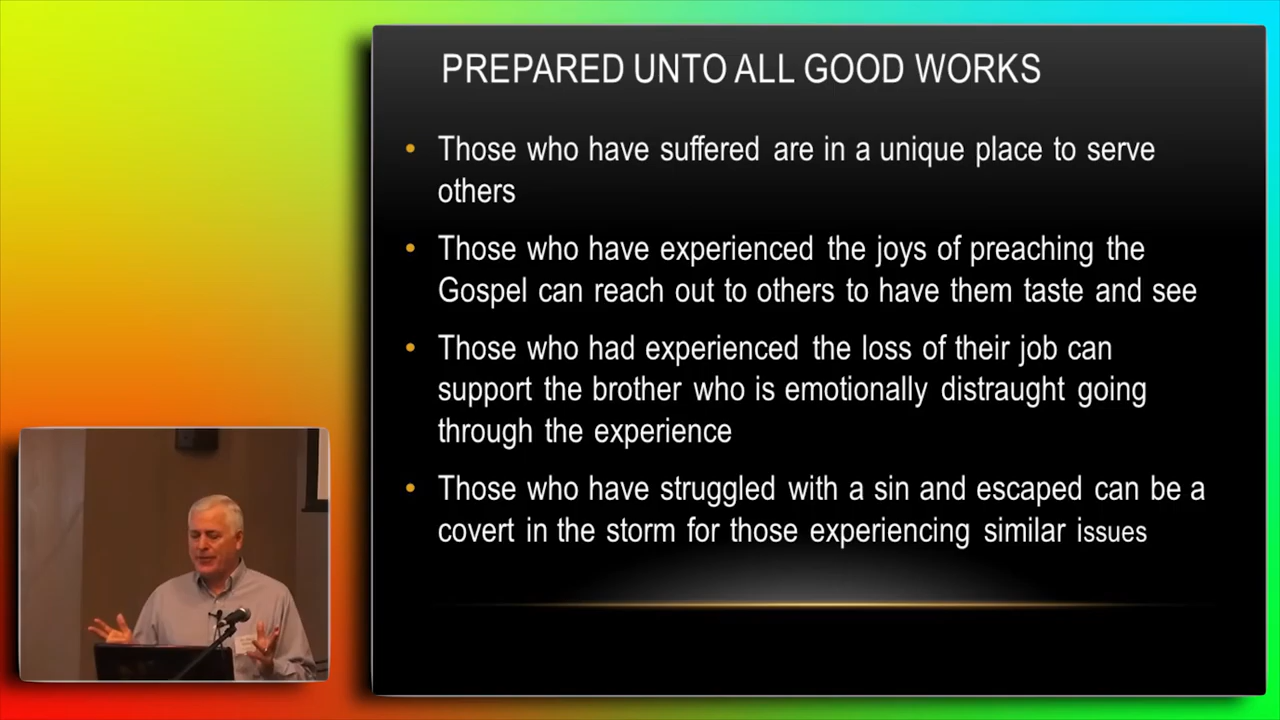 PREPARED UNTO ALL GOOD WORKS
• Those who have suffered are in a unique place to serve
others
• Those who have experienced the joys of preaching the
Gospel can reach out to others to have them taste and see
• Those who had experienced the loss of their job can
support the brother who is emotionally distraught going
through the experience
• Those who have struggled with a sin and escaped can be a
covert in the storm for those experiencing similar issues